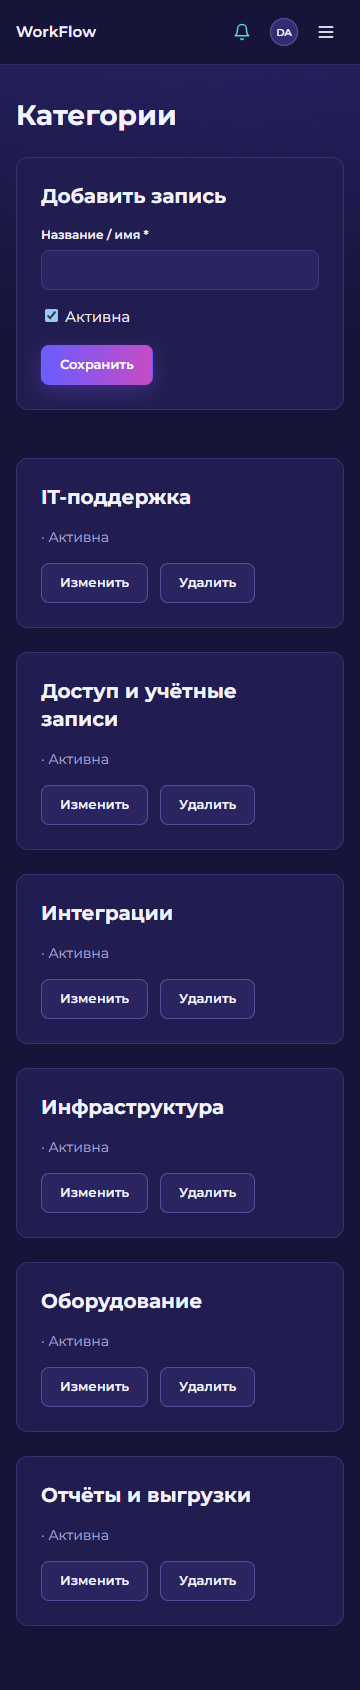 WorkFlow
DA
Категории
Добавить запись
Название / имя *
Активна
Сохранить
IT-поддержка
· Активна
Изменить Удалить
Доступ и учётные
записи
· Активна
Изменить Удалить
Интеграции
· Активна
Изменить Удалить
Инфраструктура
· Активна
Изменить Удалить
Оборудование
· Активна
Изменить Удалить
Отчёты и выгрузки
· Активна
Изменить Удалить